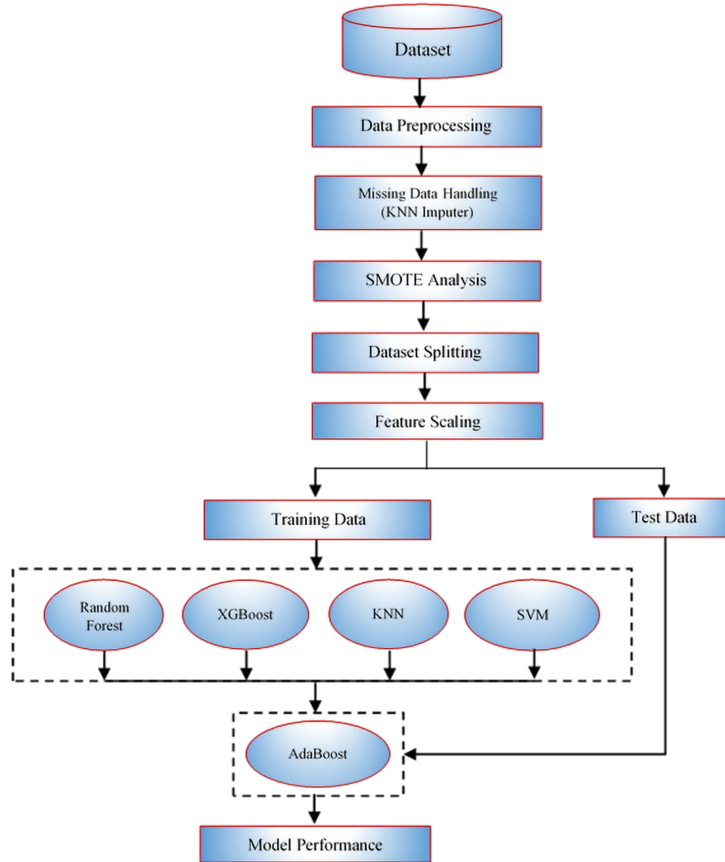 Dataset
Data Preprocessing
Missing Data Handling
(KNN Imputer)
SMOTE Analysis
Dataset Splitting
Feature Scaling
Training Data
Test Data
Random
Forest
XGBoost
KNN
SVM
AdaBoost
Model Performance